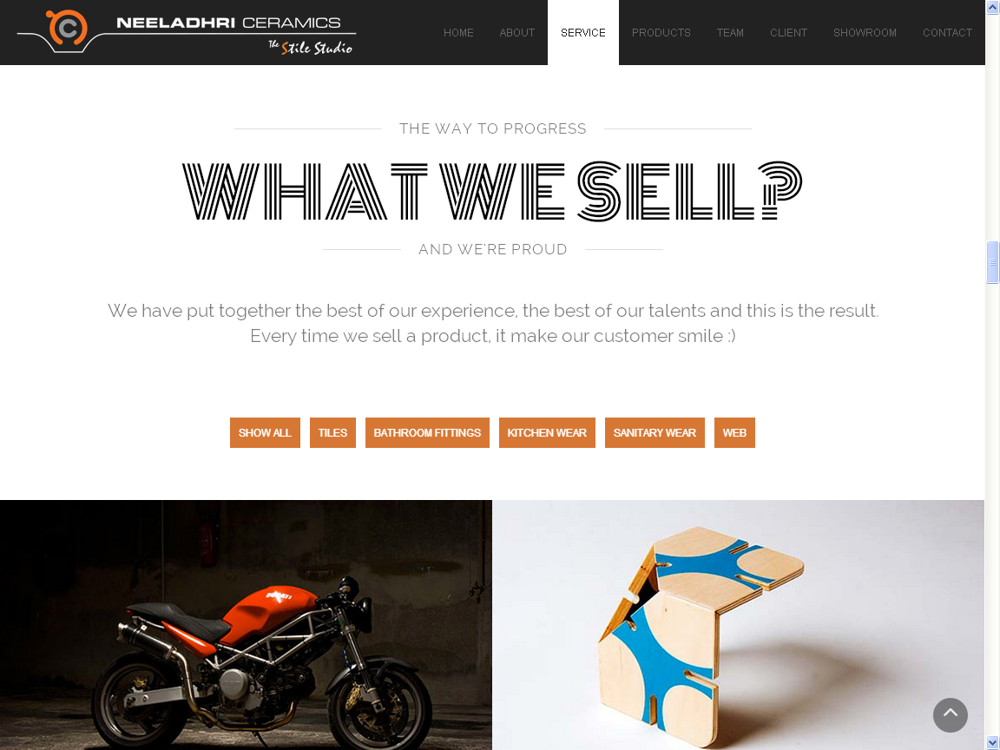 NEELADHRI CERAMICS
The Stile Studio
HOME ABOUT SERVICE PRODUCTS TEAM CLIENT SHOWROOM CONTACT
THE WAY TO PROGRESS
WHAT WE SELL?
AND WE'RE PROUD
We have put together the best of our experience, the best of our talents and this is the result.
Every time we sell a product, it make our customer smile :)
SHOW ALL TILES BATHROOM FITTINGS KITCHEN WEAR SANITARY WEAR WEB
DUCATI